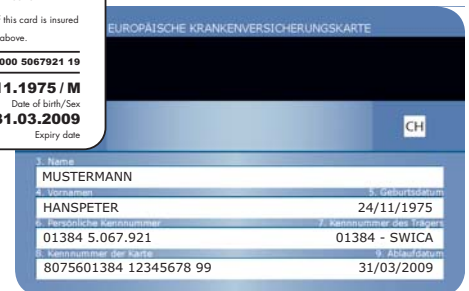 this card is insured
above.
000 5067921 19
11.1975 / M
Date of birth/Sex
31.03.2009
Expiry date
EUROPÄISCHE KRANKENVERSICHERUNGSKARTE
CH
3. Name
MUSTERMANN
4. Vornamen 5. Geburtsdatum
HANSPETER 24/11/1975
6. Persönliche Kennnummer 7. Kennnummer des Trägers
01384 5.067.921 01384 - SWICA
8. Kennnummer der Karte 9. Ablaufdatum
8075601384 12345678 99 31/03/2009